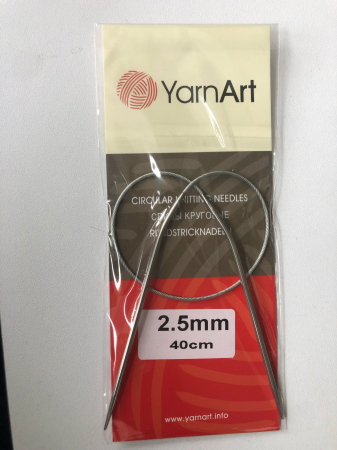 YarnArt
CIRCULAR KNITTING NEEDLES
СПИЦЫ КРУГОВЫЕ
RUNDSTRICKNADELN
2.5mm
40cm
www.yarnart.info